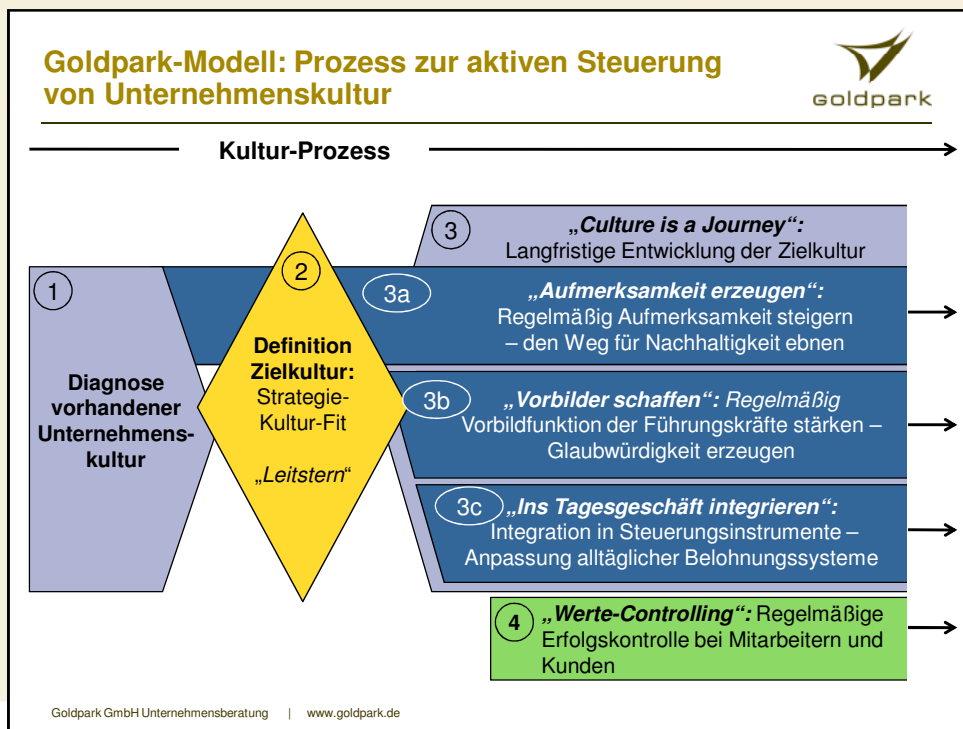 Goldpark-Modell: Prozess zur aktiven Steuerung
von Unternehmenskultur
Goldpark
Kultur-Prozess
1
Diagnose
vorhandener
Unternehmens-
kultur
2
Definition
Zielkultur:
Strategie-
Kultur-Fit
„Leitstern“
3
„Culture is a Journey“:
Langfristige Entwicklung der Zielkultur
3a
„Aufmerksamkeit erzeugen“:
Regelmäßig Aufmerksamkeit steigern
– den Weg für Nachhaltigkeit ebnen
3b
„Vorbilder schaffen“: Regelmäßig
Vorbildfunktion der Führungskräfte stärken –
Glaubwürdigkeit erzeugen
3c
„Ins Tagesgeschäft integrieren“:
Integration in Steuerungsinstrumente –
Anpassung alltäglicher Belohnungssysteme
4
„Werte-Controlling“: Regelmäßige
Erfolgskontrolle bei Mitarbeitern und
Kunden
Goldpark GmbH Unternehmensberatung | www.goldpark.de